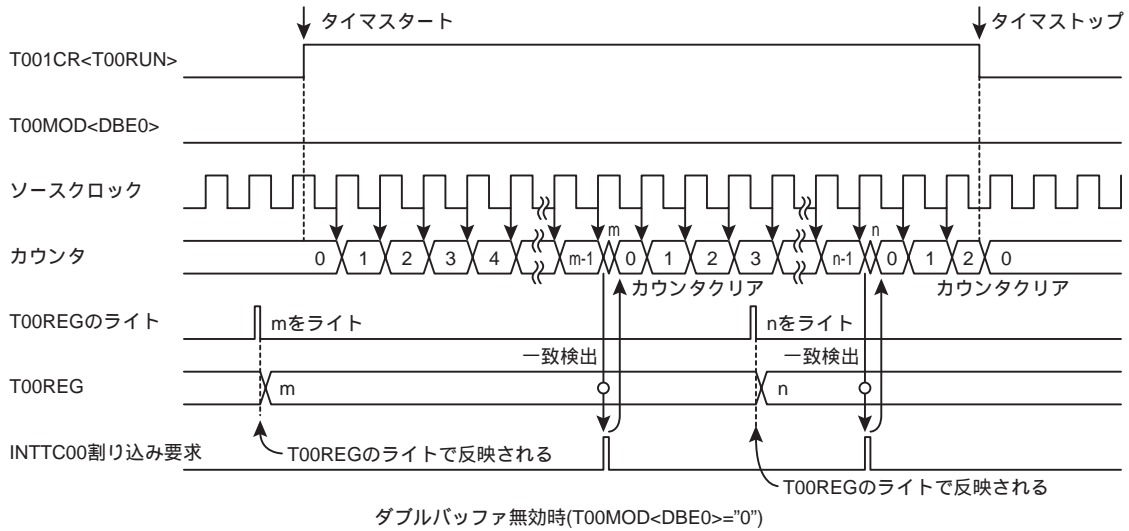 タイマスタート タイマストップ
T001CR<T00RUN>
T00MOD<DBE0>
ソースクロック
m n
カウンタ 0 1 2 3 4 m-1 0 1 2 3 n-1 0 1 2 0
カウンタクリア カウンタクリア
T00REGのライト mをライト nをライト
一致検出 一致検出
T00REG m n
INTTC00割り込み要求 T00REGのライトで反映される
T00REGのライトで反映される
ダブルバッファ無効時(T00MOD<DBE0>="0")